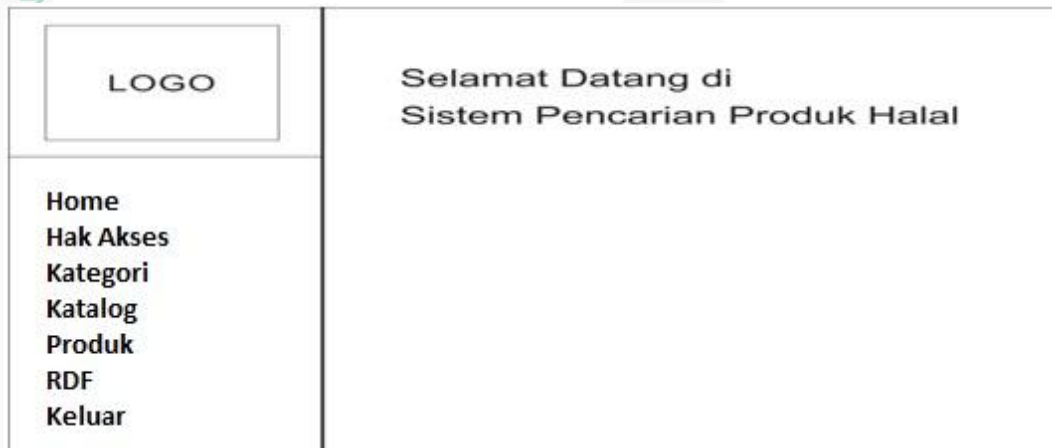 LOGO
Selamat Datang di
Sistem Pencarian Produk Halal
Home
Hak Akses
Kategori
Katalog
Produk
RDF
Keluar